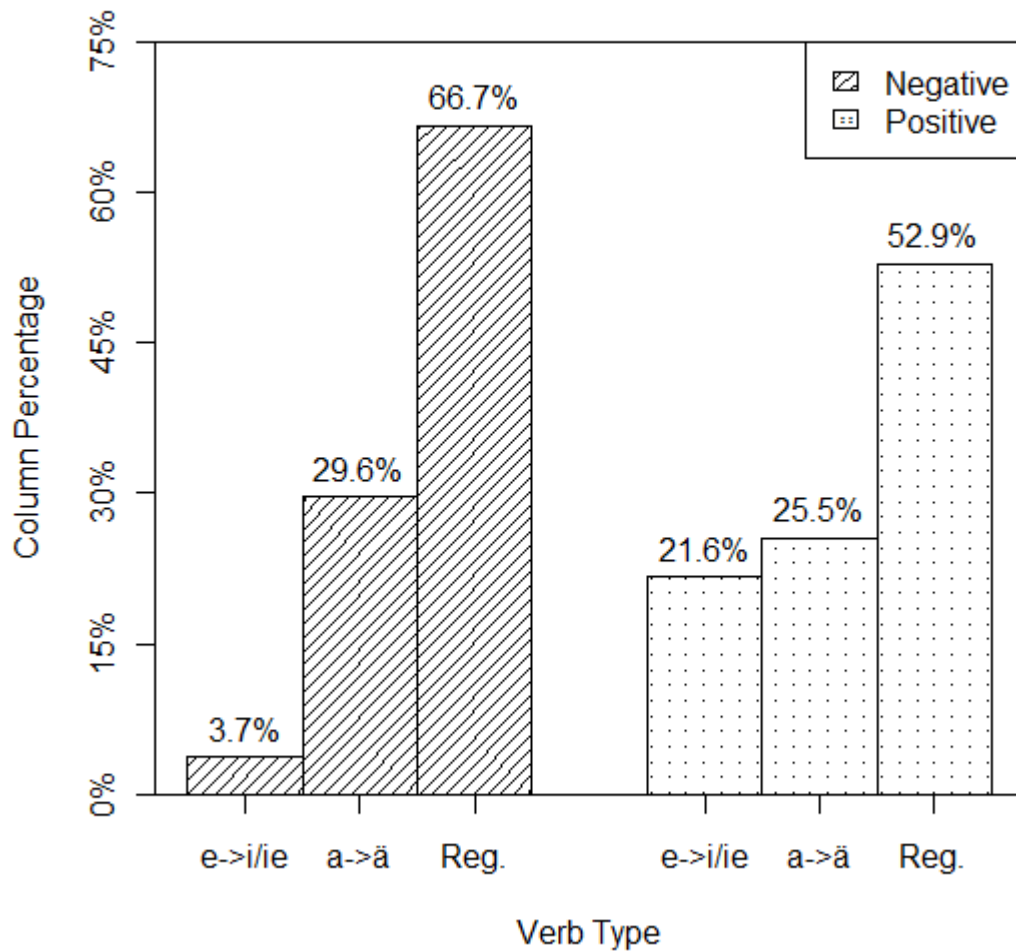 75%
60%
45%
30%
15%
0%
Column Percentage
Negative
Positive
66.7%
52.9%
29.6%
25.5%
21.6%
3.7%
e->i/ie a->ä Reg. e->i/ie a->ä Reg.
Verb Type